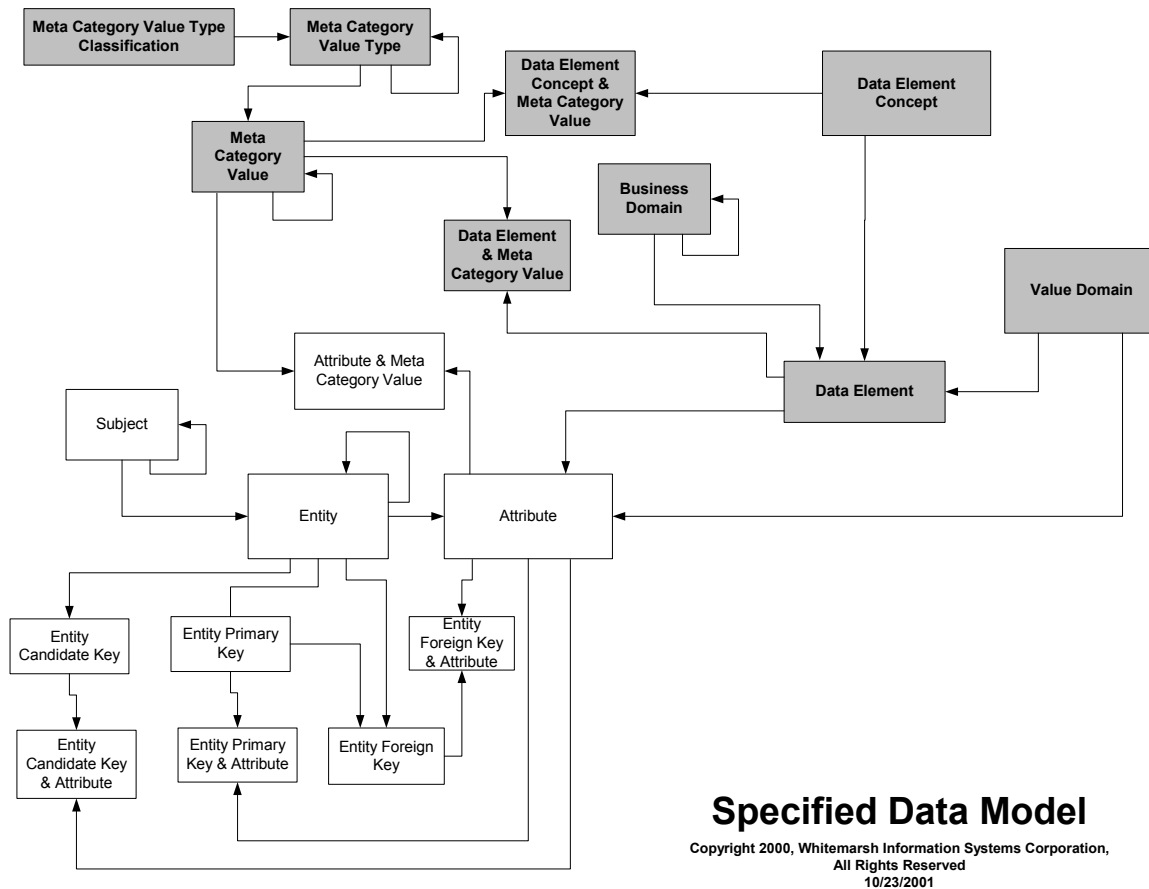 Meta Category Value Type
Classification
Meta Category
Value Type
Data Element
Concept &
Meta Category
Value
Data Element
Concept
Meta
Category
Value
Business
Domain
Data Element
& Meta
Category Value
Value Domain
Attribute & Meta
Category Value
Data Element
Subject
Entity
Attribute
Entity
Candidate Key
Entity Primary
Key
Entity
Foreign Key
& Attribute
Entity
Candidate Key
& Attribute
Entity Primary
Key & Attribute
Entity Foreign
Key
Specified Data Model
Copyright 2000, Whitemarsh Information Systems Corporation,
All Rights Reserved
10/23/2001